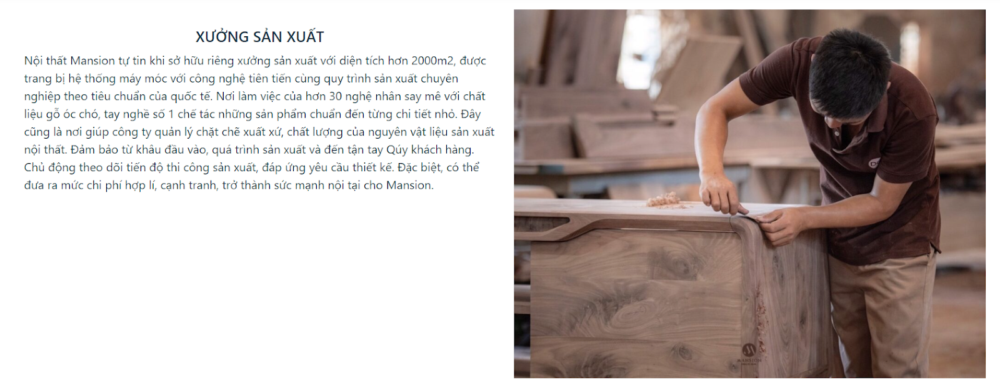 XƯỞNG SẢN XUẤT
Nội thất Mansion tự tin khi sở hữu riêng xưởng sản xuất với diện tích hơn 2000m2, được
trang bị hệ thống máy móc với công nghệ tiên tiến cùng quy trình sản xuất chuyên
nghiệp theo tiêu chuẩn của quốc tế. Nơi làm việc của hơn 30 nghệ nhân say mê với chất
liệu gỗ óc chó, tay nghề số 1 chế tác những sản phẩm chuẩn đến từng chi tiết nhỏ. Đây
cũng là nơi giúp công ty quản lý chặt chẽ xuất xứ, chất lượng của nguyên vật liệu sản xuất
nội thất. Đảm bảo từ khâu đầu vào, quá trình sản xuất và đến tận tay Qúy khách hàng.
Chủ động theo dõi tiến độ thi công sản xuất, đáp ứng yêu cầu thiết kế. Đặc biệt, có thể
đưa ra mức chi phí hợp lí, cạnh tranh, trở thành sức mạnh nội tại cho Mansion.
MANSION